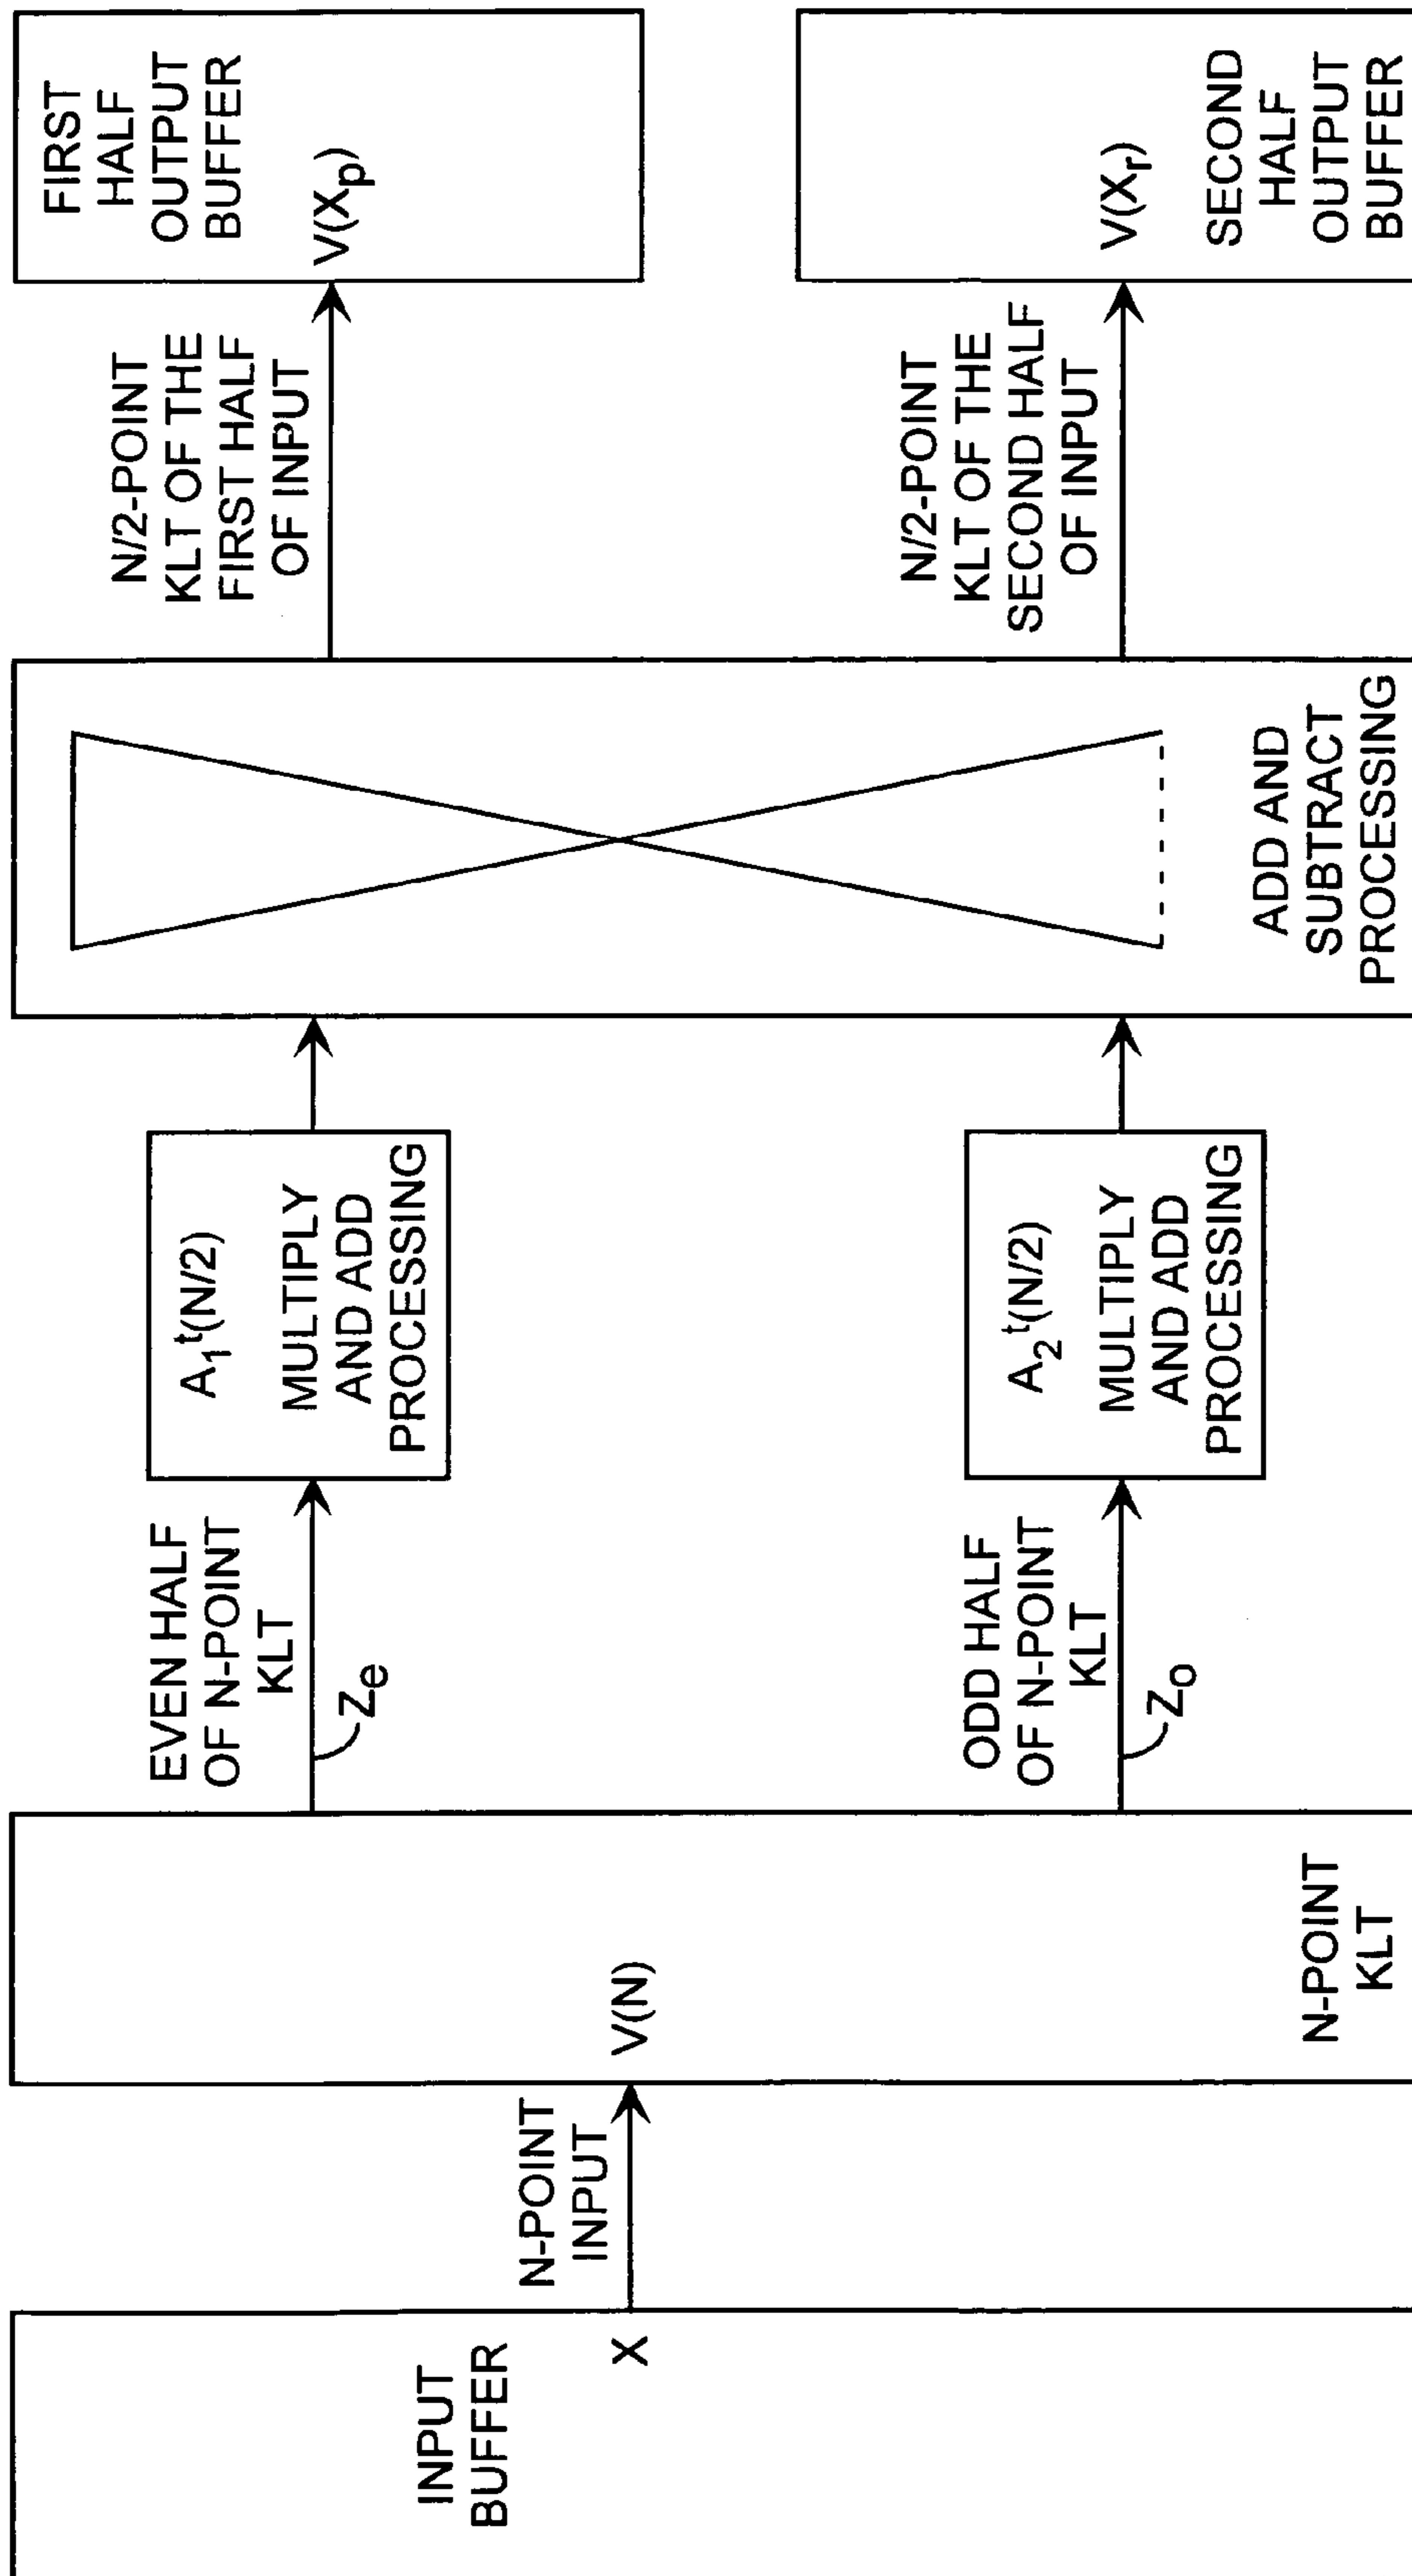 INPUT
BUFFER
X
N-POINT
INPUT
V(N)
N-POINT
KLT
EVEN HALF
OF N-POINT
KLT
Ze
ODD HALF
OF N-POINT
KLT
Zo
A1t(N/2)
MULTIPLY
AND ADD
PROCESSING
A2t(N/2)
MULTIPLY
AND ADD
PROCESSING
ADD AND
SUBTRACT
PROCESSING
N/2-POINT
KLT OF THE
FIRST HALF
OF INPUT
N/2-POINT
KLT OF THE
SECOND HALF
OF INPUT
FIRST
HALF
OUTPUT
BUFFER
V(Xp)
V(Xr)
SECOND
HALF
OUTPUT
BUFFER